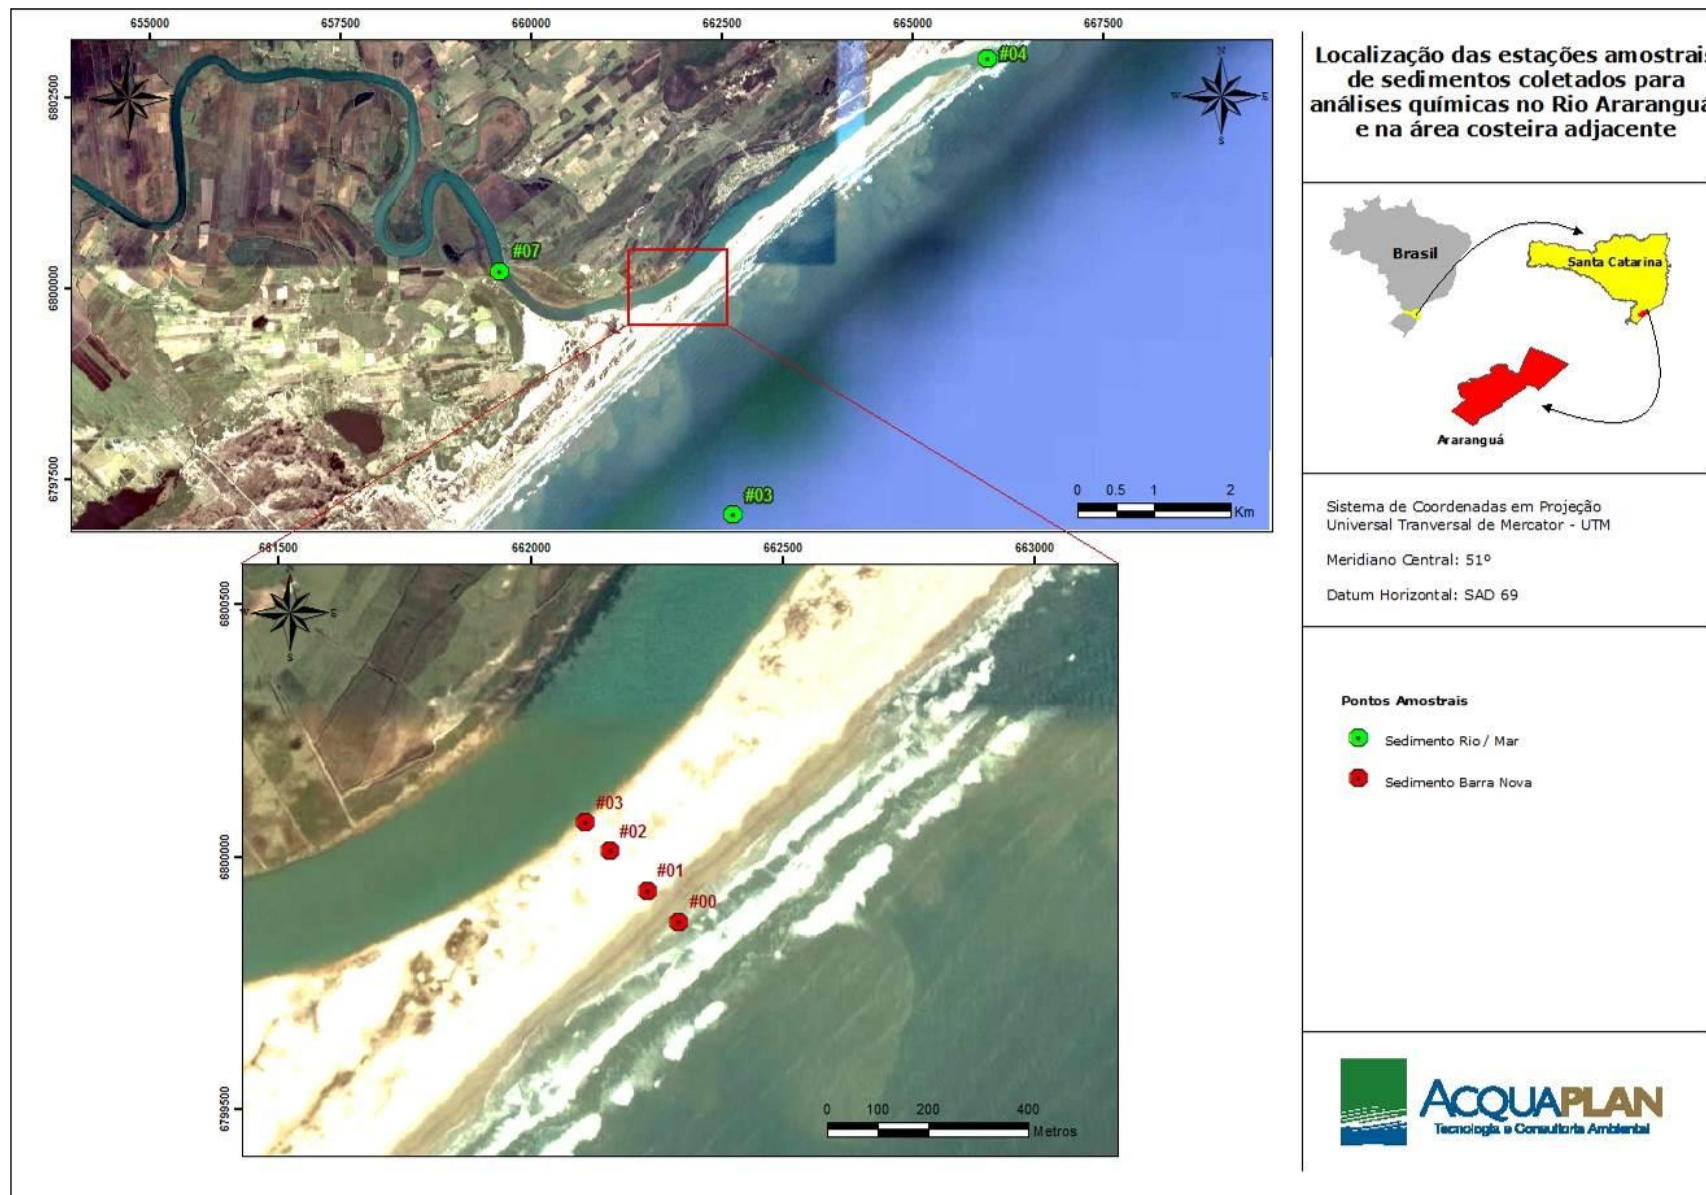 655000 657500 660000 662500 665000 667500
6802500
6800000
6797500
N
W E
S
N
W E
S
#04
#07
#03
0 0.5 1 2
Km
681500 662000 662500 663000
6800500
6800000
6799500
W E
S
#03
#02
#01
#00
0 100 200 400
Metros
Localização das estações amostrais
de sedimentos coletados para
análises químicas no Rio Araranguá
e na área costeira adjacente
Brasil
Santa Catarina
Araranguá
Sistema de Coordenadas em Projeção
Universal Tranversal de Mercator - UTM
Meridiano Central: 51º
Datum Horizontal: SAD 69
Pontos Amostrais
Sedimento Rio / Mar
Sedimento Barra Nova
ACQUAPLAN
Tecnologia e Consultoria Ambiental